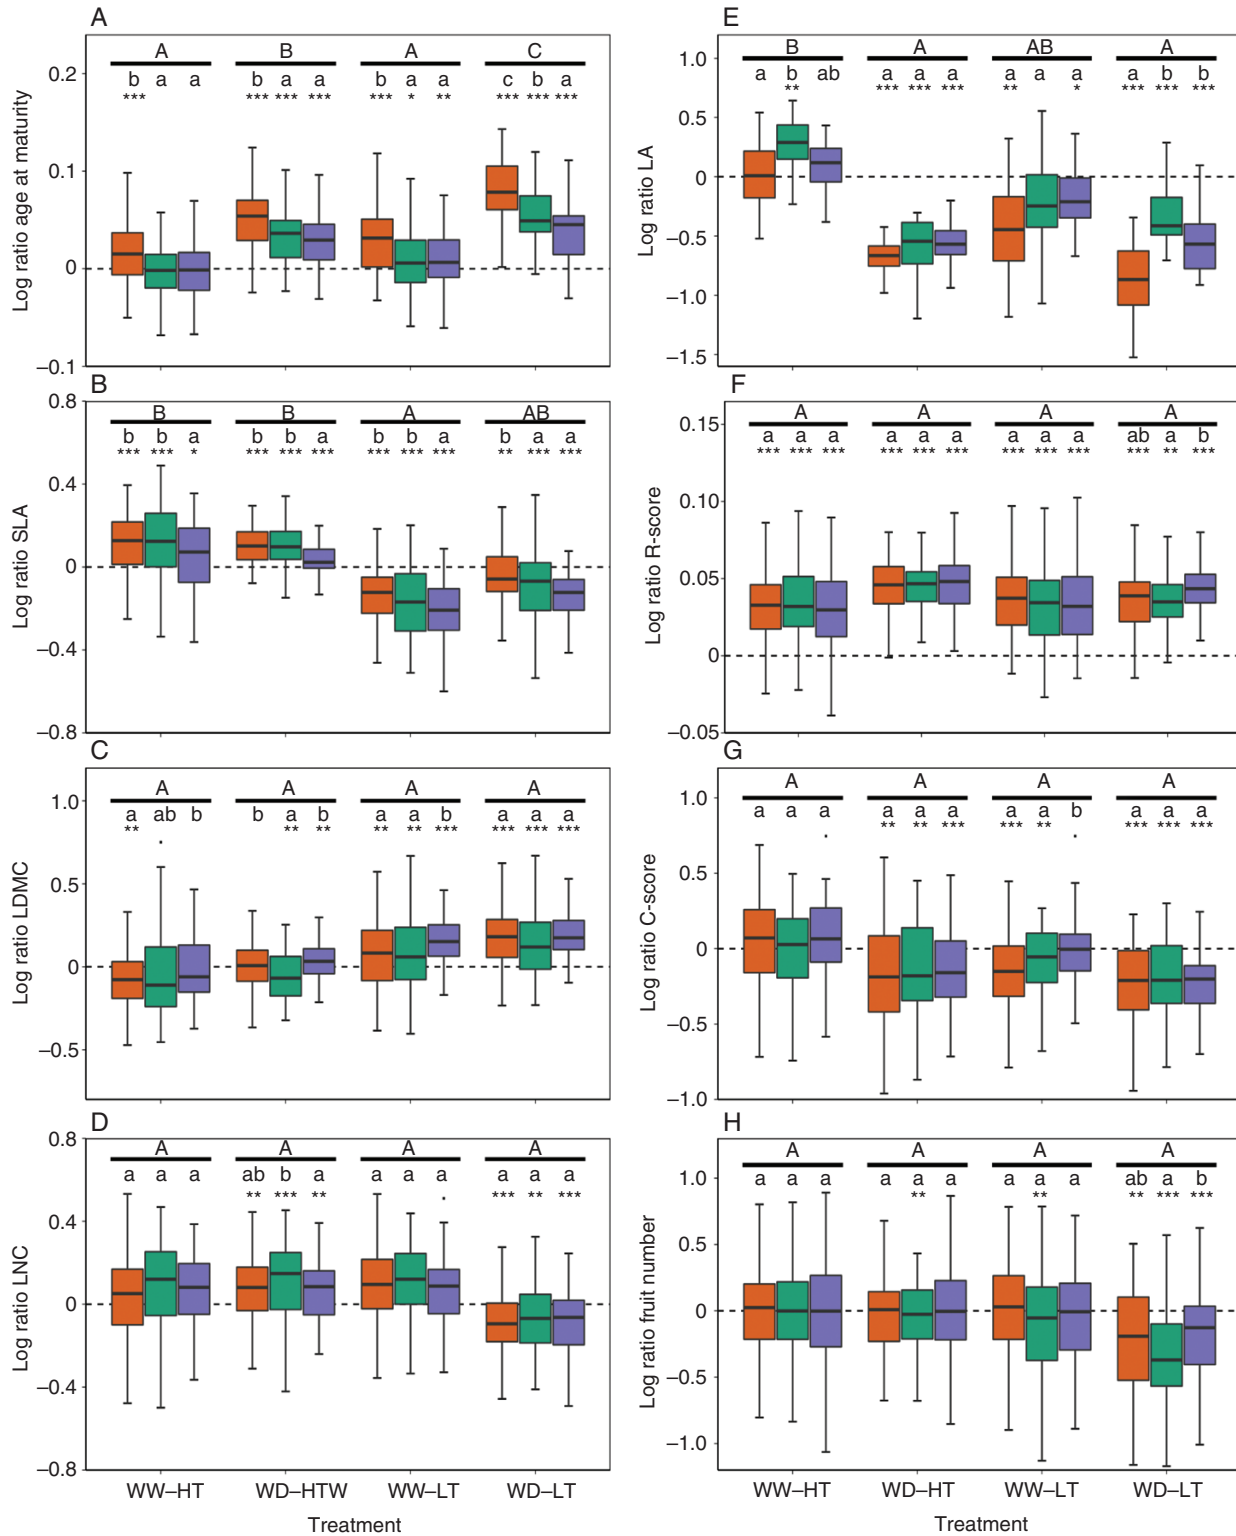 A
Log ratio age at maturity
0.2
0.1
0
–0.1
A B A C
b a a b a a b a a c b a
*** *** *** *** *** * ** *** *** ***
B
Log ratio SLA
0.8
0.4
0
–0.4
–0.8
B B A AB
b b a b b a b b a b a a
*** *** * *** *** *** *** *** *** ** *** ***
C
Log ratio LDMC
1.0
0.5
0
–0.5
A A A A
a ab b b a b a a b a a a
** ** ** ** ** *** *** *** ***
D
Log ratio LNC
0.8
0.4
0
–0.4
–0.8
A A A A
a a a ab b a a a a a a a
** *** ** *** ** ***
WW–HT WD–HTW WW–LT WD–LT
Treatment
E
Log ratio LA
1.0
0.5
0
–0.5
–1.0
–1.5
B A AB A
a b ab a a a a a a a b b
** *** *** *** ** * *** *** ***
F
Log ratio R-score
0.15
0.10
0.05
0
–0.05
A A A A
a a a a a a a a a ab a b
*** *** *** *** *** *** *** *** *** *** ** ***
G
Log ratio C-score
1.0
0.5
0
–0.5
–1.0
A A A A
a a a a a a a a b a a a
** ** *** *** ** *** *** ***
H
Log ratio fruit number
1.0
0.5
0
–0.5
–1.0
A A A A
a a a a a a a a a ab a b
** ** ** *** ***
WW–HT WD–HT WW–LT WD–LT
Treatment